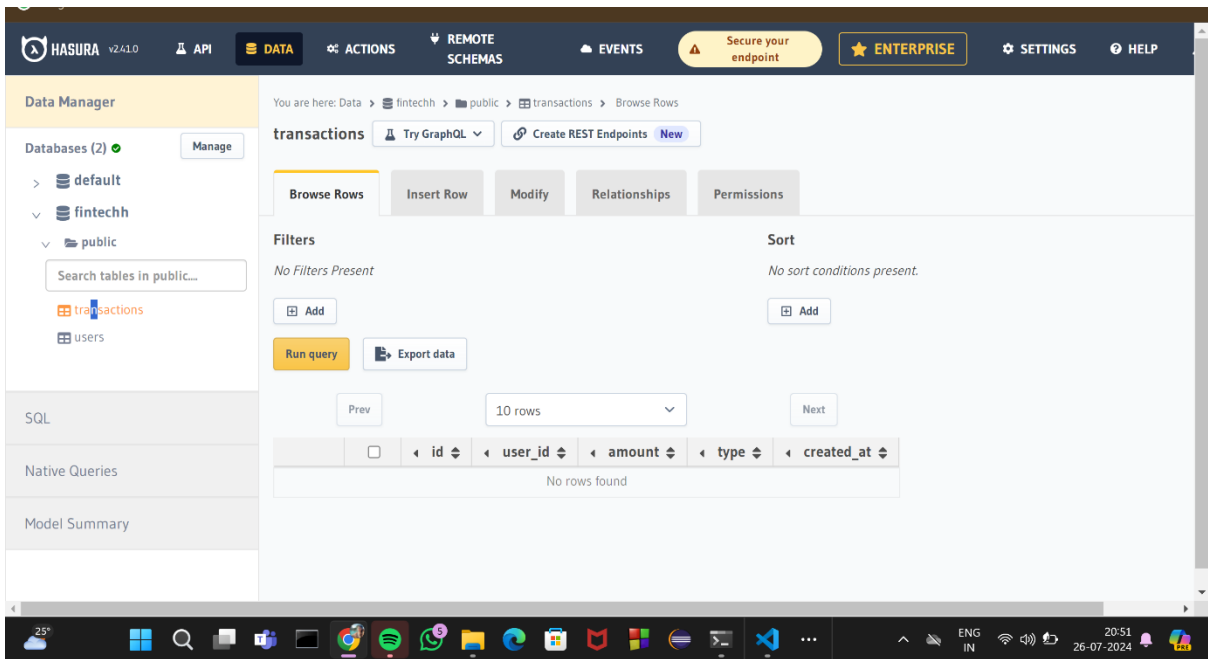 HASURA v2.41.0 API DATA ACTIONS REMOTE SCHEMAS EVENTS Secure your endpoint ENTERPRISE SETTINGS HELP
Data Manager
Databases (2) Manage
default
fintechh
public
Search tables in public....
transactions
users
SQL
Native Queries
Model Summary
You are here: Data > fintechh > public > transactions > Browse Rows
transactions Try GraphQL Create REST Endpoints New
Browse Rows Insert Row Modify Relationships Permissions
Filters Sort
No Filters Present No sort conditions present.
Add Add
Run query Export data
Prev 10 rows Next
id user_id amount type created_at
No rows found
25° 5 ENG 20:51
IN 26-07-2024 PRE